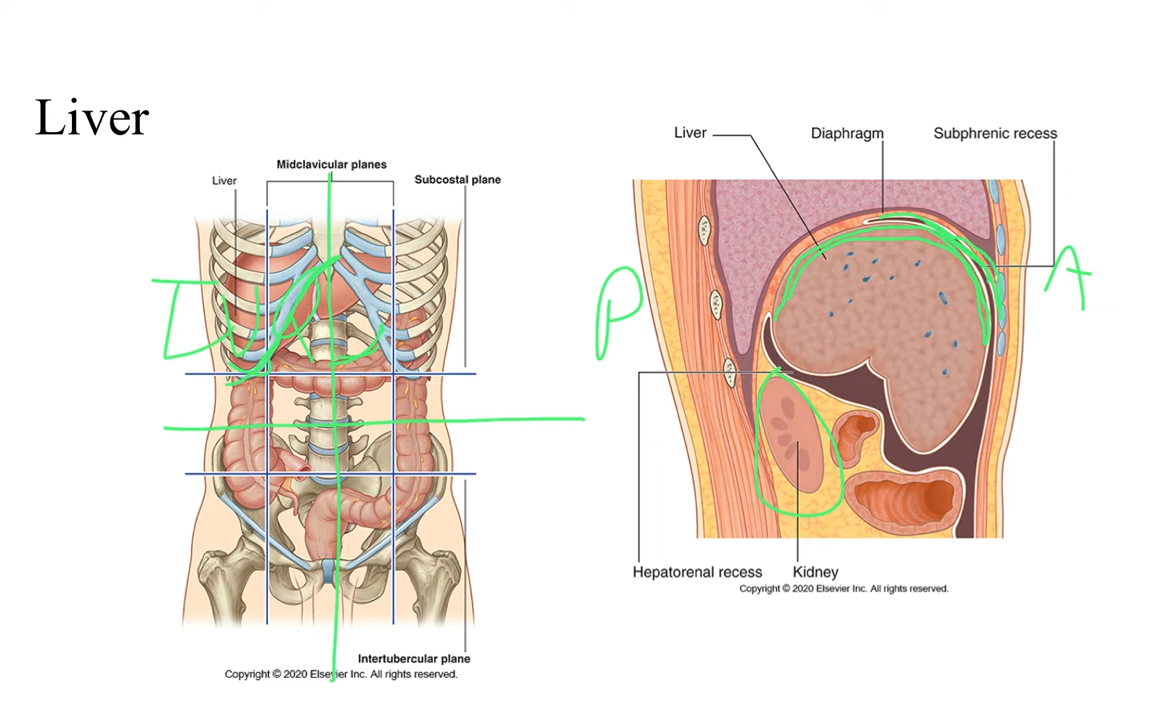 Liver
Midclavicular planes
Liver
Subcostal plane
Intertubercular plane
Copyright © 2020 Elsevier Inc. All rights reserved.
Liver
Diaphragm
Subphrenic recess
P
A
Hepatorenal recess
Kidney
Copyright © 2020 Elsevier Inc. All rights reserved.